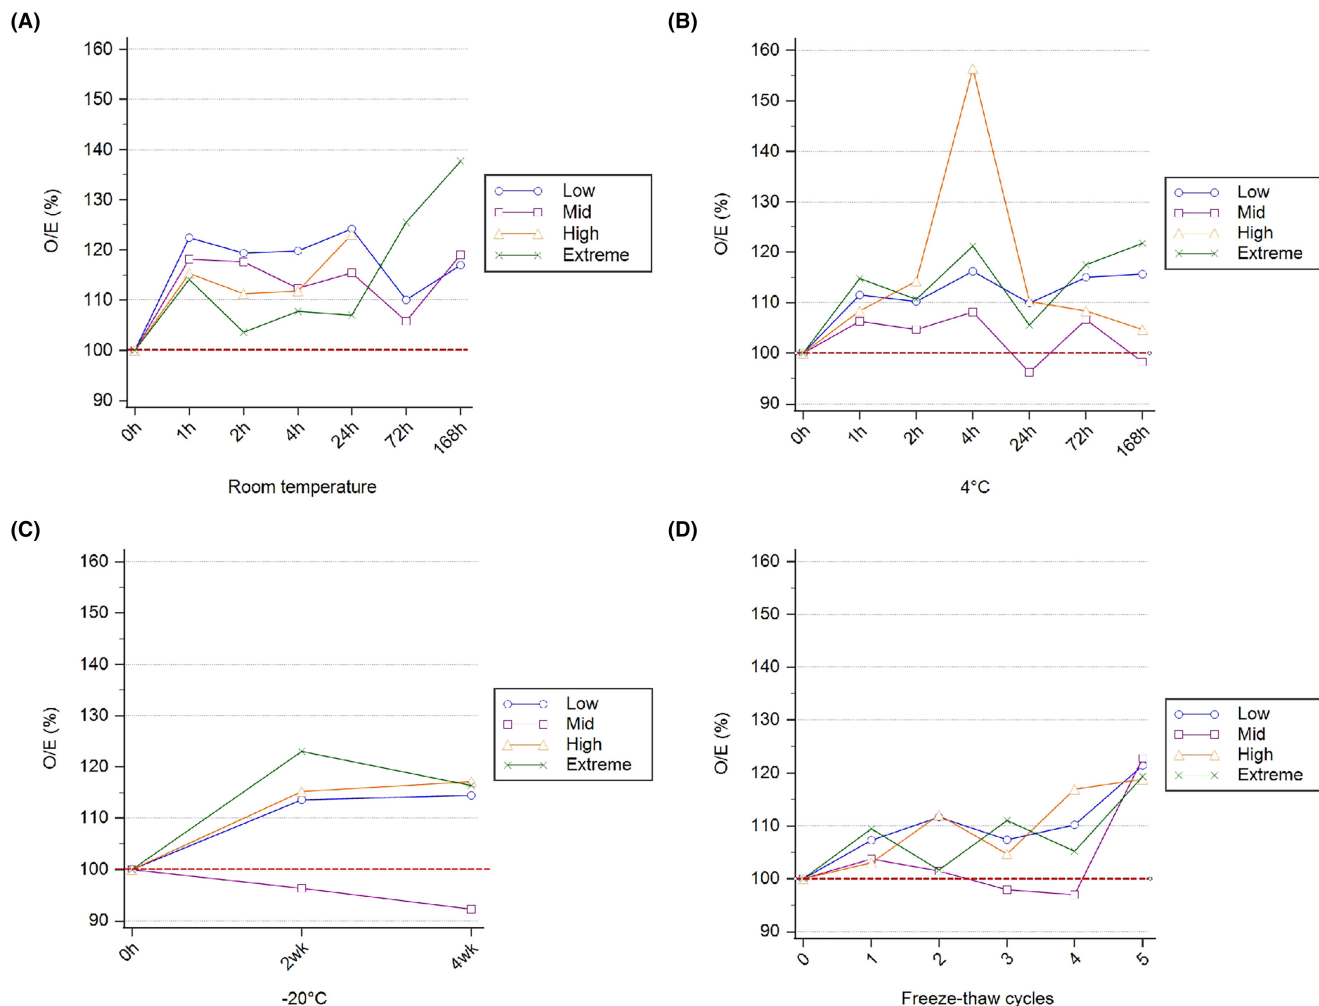 (A)
160
150
140
130
120
110
100
90
O/E (%)
0h
1h
2h
4h
24h
72h
168h
Room temperature
Low
Mid
High
Extreme
(B)
160
150
140
130
120
110
100
90
O/E (%)
0h
1h
2h
4h
24h
72h
168h
4°C
Low
Mid
High
Extreme
(C)
160
150
140
130
120
110
100
90
O/E (%)
0h
2wk
4wk
-20°C
Low
Mid
High
Extreme
(D)
160
150
140
130
120
110
100
90
O/E (%)
0
1
2
3
4
5
Freeze-thaw cycles
Low
Mid
High
Extreme